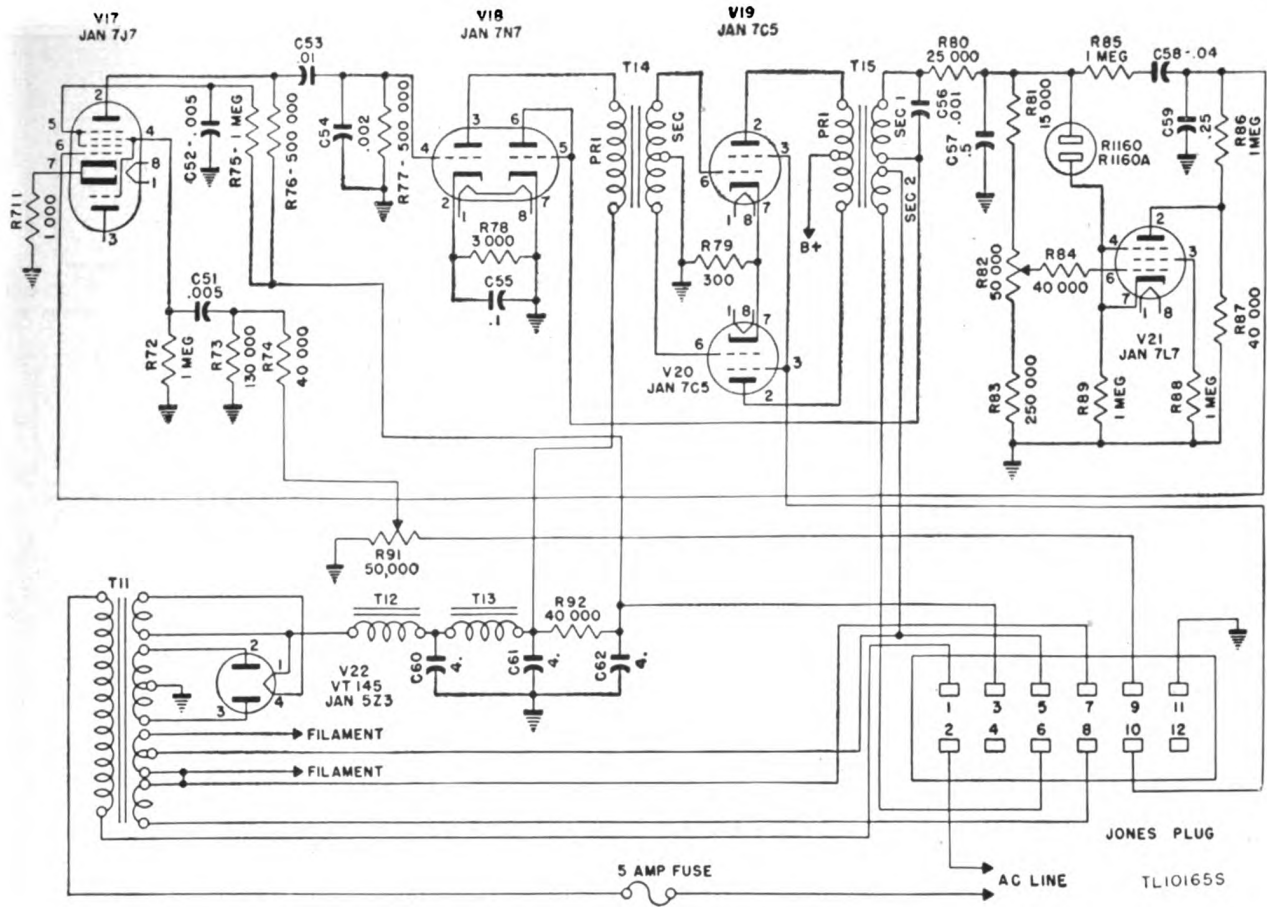 V17
JAN 7J7
V18
JAN 7N7
V19
JAN 7C5
C53
.01
C52-.005
R75-1 MEG
R76-500 000
C54
.002
R77-500 000
R711
1 000
2
5
4
6
7
8
1
3
C51
.005
R72
1 MEG
R73
130 000
R74
40 000
3
6
4
5
2
1
8
7
R78
3 000
C55
.1
T14
PRI
SEC
2
3
6
1
8
7
R79
300
1
8
7
6
3
2
V20
JAN 7C5
T15
PRI
B+
SEC 1
SEC 2
C56
.001
R80
25 000
C57
.5
R81
15 000
R85
1 MEG
C58-.04
C59
.25
R86
1MEG
R1160
R1160A
R82
50 000
R84
40 000
2
4
3
6
7
1
8
V21
JAN 7L7
R87
40 000
R83
250 000
R89
1 MEG
R88
1 MEG
R91
50,000
T11
2
1
3
4
V22
VT 145
JAN 5Z3
T12
T13
C60
4.
C61
4.
R92
40 000
C62
4.
FILAMENT
FILAMENT
1
3
5
7
9
11
2
4
6
8
10
12
JONES PLUG
5 AMP FUSE
AC LINE
TL10165S